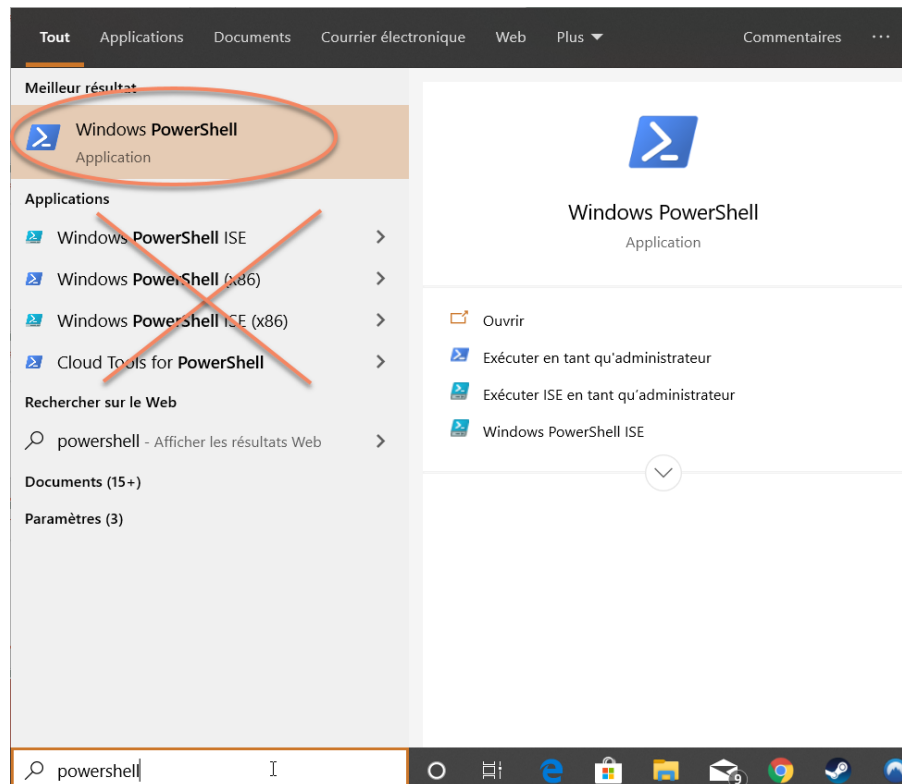 Tout Applications Documents Courrier électronique Web Plus Commentaires ...
Meilleur résultat
Windows PowerShell
Application
Applications
Windows PowerShell ISE
Windows PowerShell (x86)
Windows PowerShell ISE (x86)
Cloud Tools for PowerShell
Rechercher sur le Web
powershell - Afficher les résultats Web
Documents (15+)
Paramètres (3)
Windows PowerShell
Application
Ouvrir
Exécuter en tant qu'administrateur
Exécuter ISE en tant qu'administrateur
Windows PowerShell ISE
powershell
9